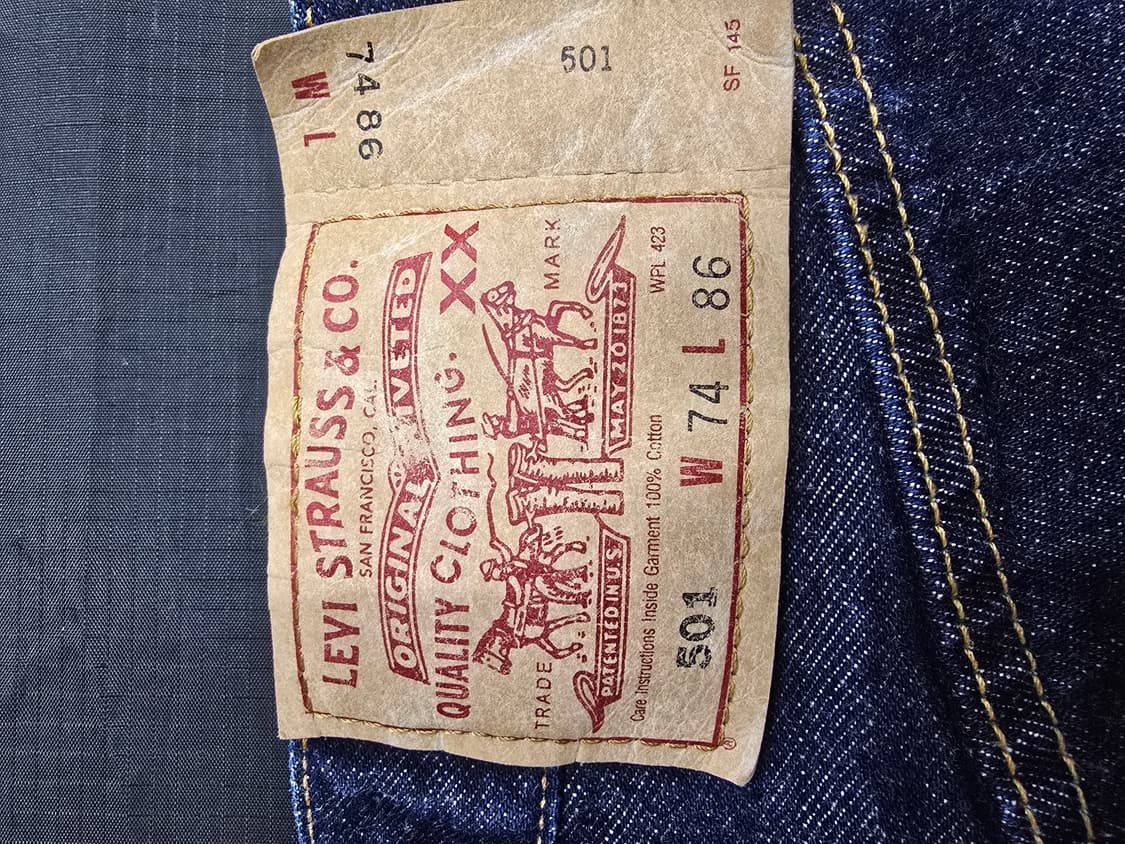 LEVI STRAUSS & CO.
SAN FRANCISCO, CAL.
ORIGINAL RIVETED
QUALITY CLOTHING.
XX
TRADE MARK
PATENTED IN U.S. MAY 20 1873
Care Instructions Inside Garment 100% Cotton WPL 423
501 W 74 L 86
®
W L
7486
501
SF 145